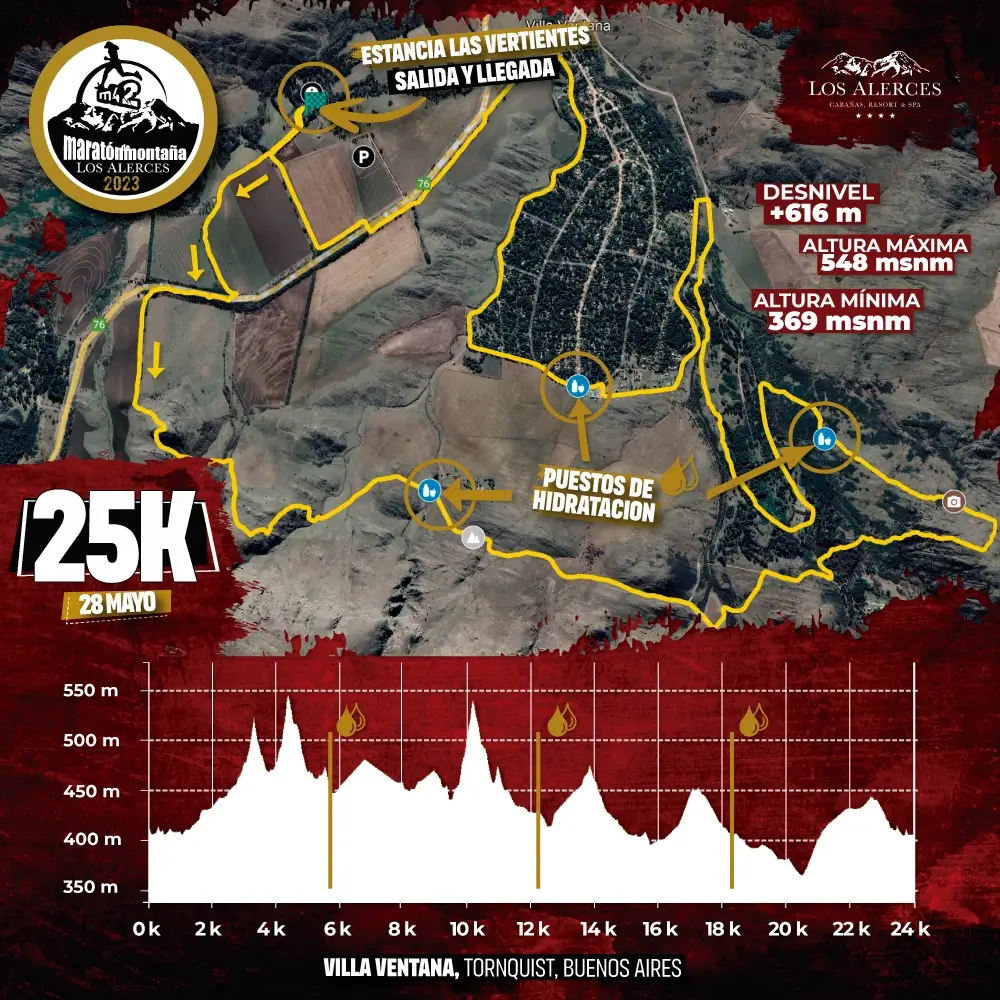 Villa Ventana
ESTANCIA LAS VERTIENTES
SALIDA Y LLEGADA
m42
maratón de montaña
LOS ALERCES
2023
LOS ALERCES
CABAÑAS, RESORT & SPA
P
76
76
DESNIVEL
+616 m
ALTURA MÁXIMA
548 msnm
ALTURA MÍNIMA
369 msnm
PUESTOS DE
HIDRATACION
25K
28 MAYO
550 m
500 m
450 m
400 m
350 m
0 k 2 k 4 k 6 k 8 k 10 k 12 k 14 k 16 k 18 k 20 k 22 k 24 k
VILLA VENTANA, TORNQUIST, BUENOS AIRES